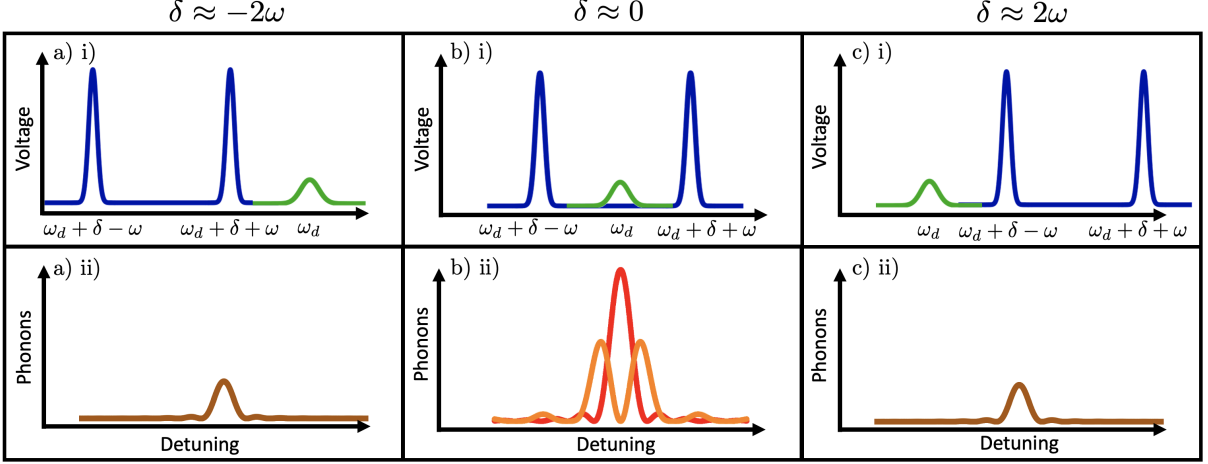 δ ≈ −2ω
δ ≈ 0
δ ≈ 2ω
a) i)
Voltage
ω_d + δ − ω
ω_d + δ + ω
ω_d
b) i)
Voltage
ω_d + δ − ω
ω_d
ω_d + δ + ω
c) i)
Voltage
ω_d
ω_d + δ − ω
ω_d + δ + ω
a) ii)
Phonons
Detuning
b) ii)
Phonons
Detuning
c) ii)
Phonons
Detuning